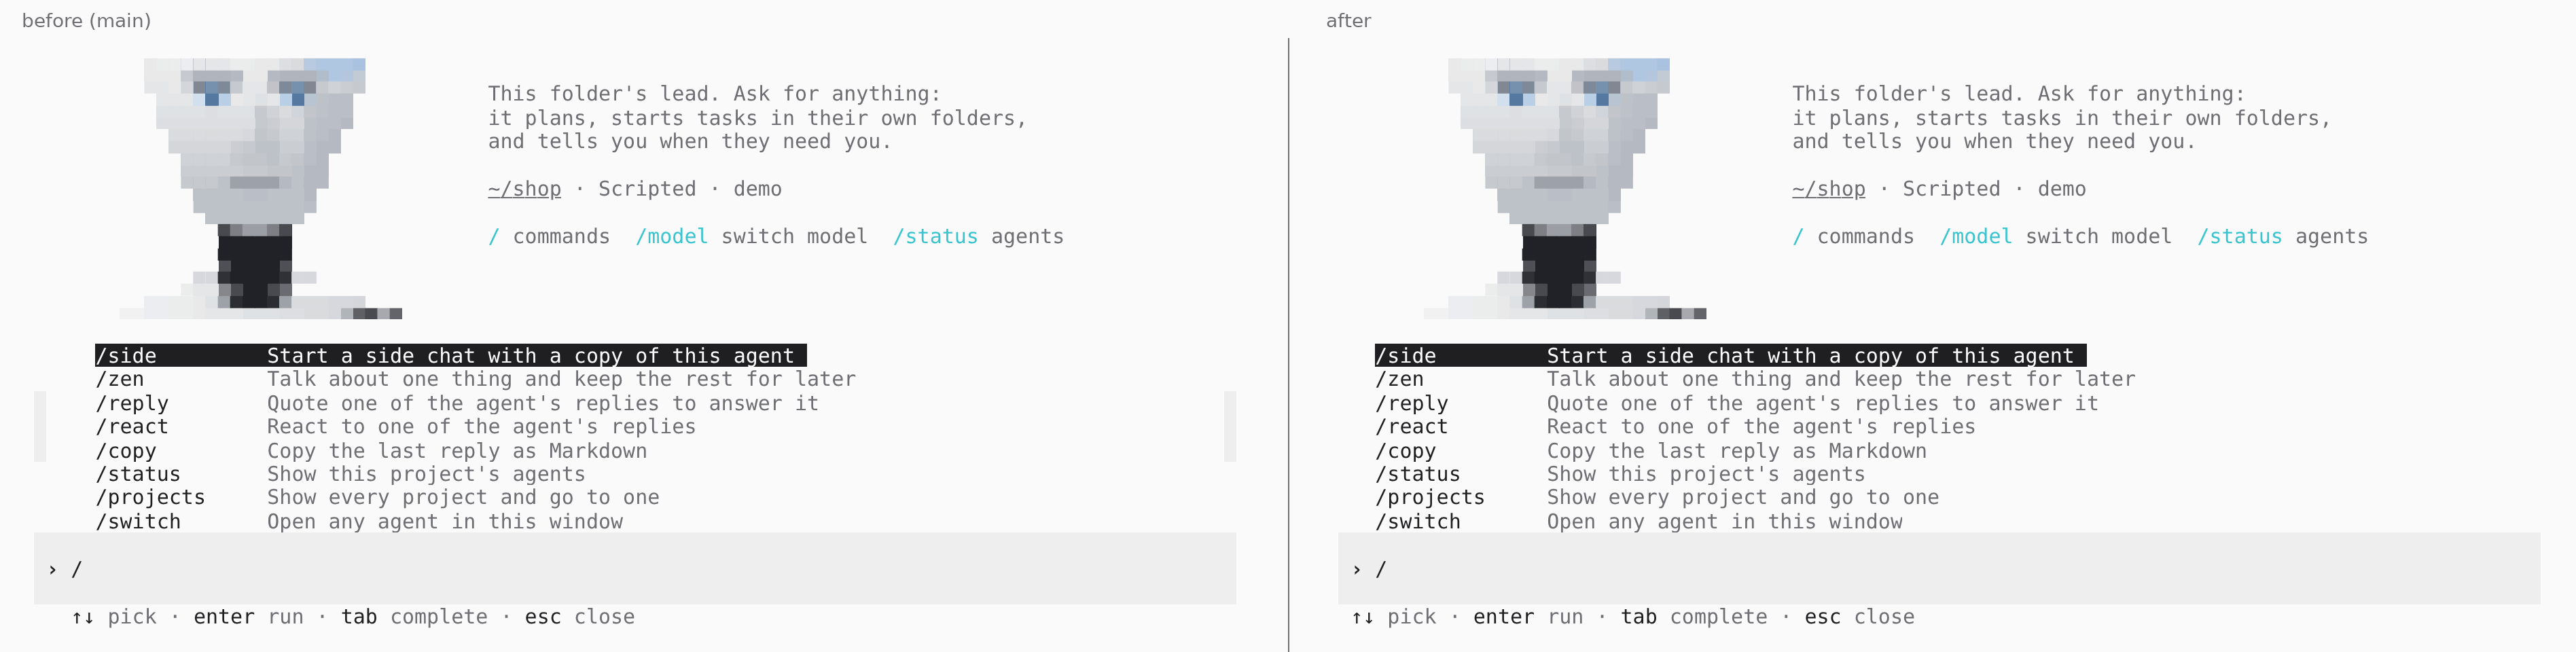 before (main)
This folder's lead. Ask for anything:
it plans, starts tasks in their own folders,
and tells you when they need you.
~/shop · Scripted · demo
/ commands  /model switch model  /status agents
/side Start a side chat with a copy of this agent
/zen Talk about one thing and keep the rest for later
/reply Quote one of the agent's replies to answer it
/react React to one of the agent's replies
/copy Copy the last reply as Markdown
/status Show this project's agents
/projects Show every project and go to one
/switch Open any agent in this window
› /
↑↓ pick · enter run · tab complete · esc close
after
This folder's lead. Ask for anything:
it plans, starts tasks in their own folders,
and tells you when they need you.
~/shop · Scripted · demo
/ commands  /model switch model  /status agents
/side Start a side chat with a copy of this agent
/zen Talk about one thing and keep the rest for later
/reply Quote one of the agent's replies to answer it
/react React to one of the agent's replies
/copy Copy the last reply as Markdown
/status Show this project's agents
/projects Show every project and go to one
/switch Open any agent in this window
› /
↑↓ pick · enter run · tab complete · esc close